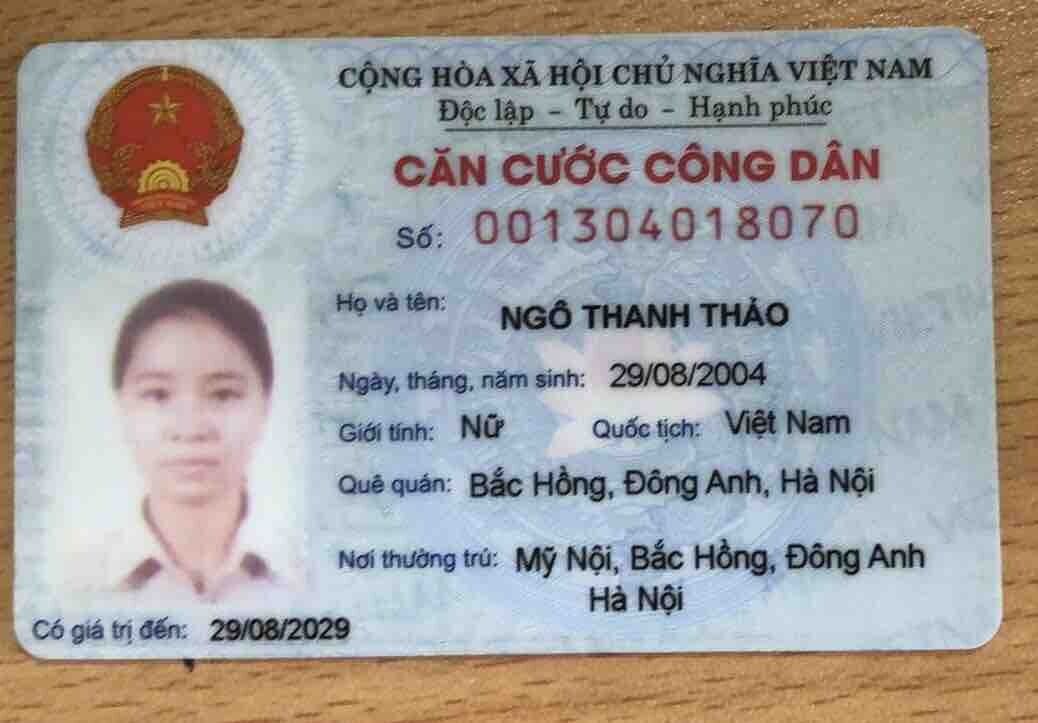 CỘNG HÒA XÃ HỘI CHỦ NGHĨA VIỆT NAM
Độc lập - Tự do - Hạnh phúc
CĂN CƯỚC CÔNG DÂN
Số: 001304018070
Họ và tên: NGÔ THANH THẢO
Ngày, tháng, năm sinh: 29/08/2004
Giới tính: Nữ Quốc tịch: Việt Nam
Quê quán: Bắc Hồng, Đông Anh, Hà Nội
Nơi thường trú: Mỹ Nội, Bắc Hồng, Đông Anh
Hà Nội
Có giá trị đến: 29/08/2029